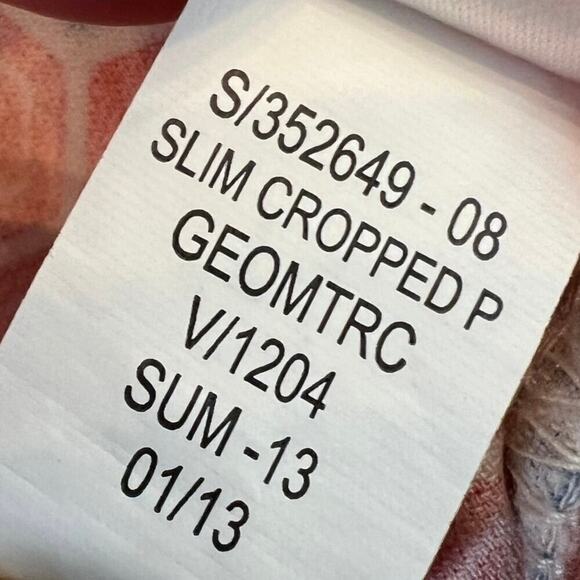 S/352649 - 08
SLIM CROPPED P
GEOMTRC
V/1204
SUM -13
01/13